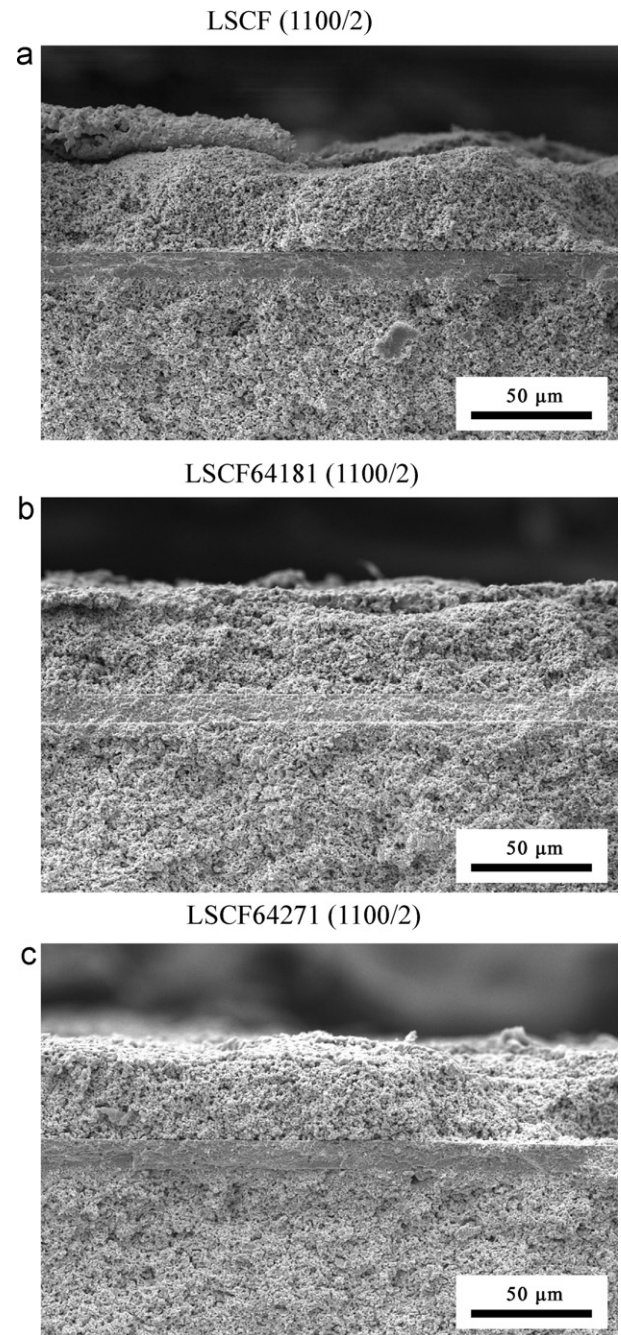 LSCF (1100/2)
a
50 μm
LSCF64181 (1100/2)
b
50 μm
LSCF64271 (1100/2)
c
50 μm